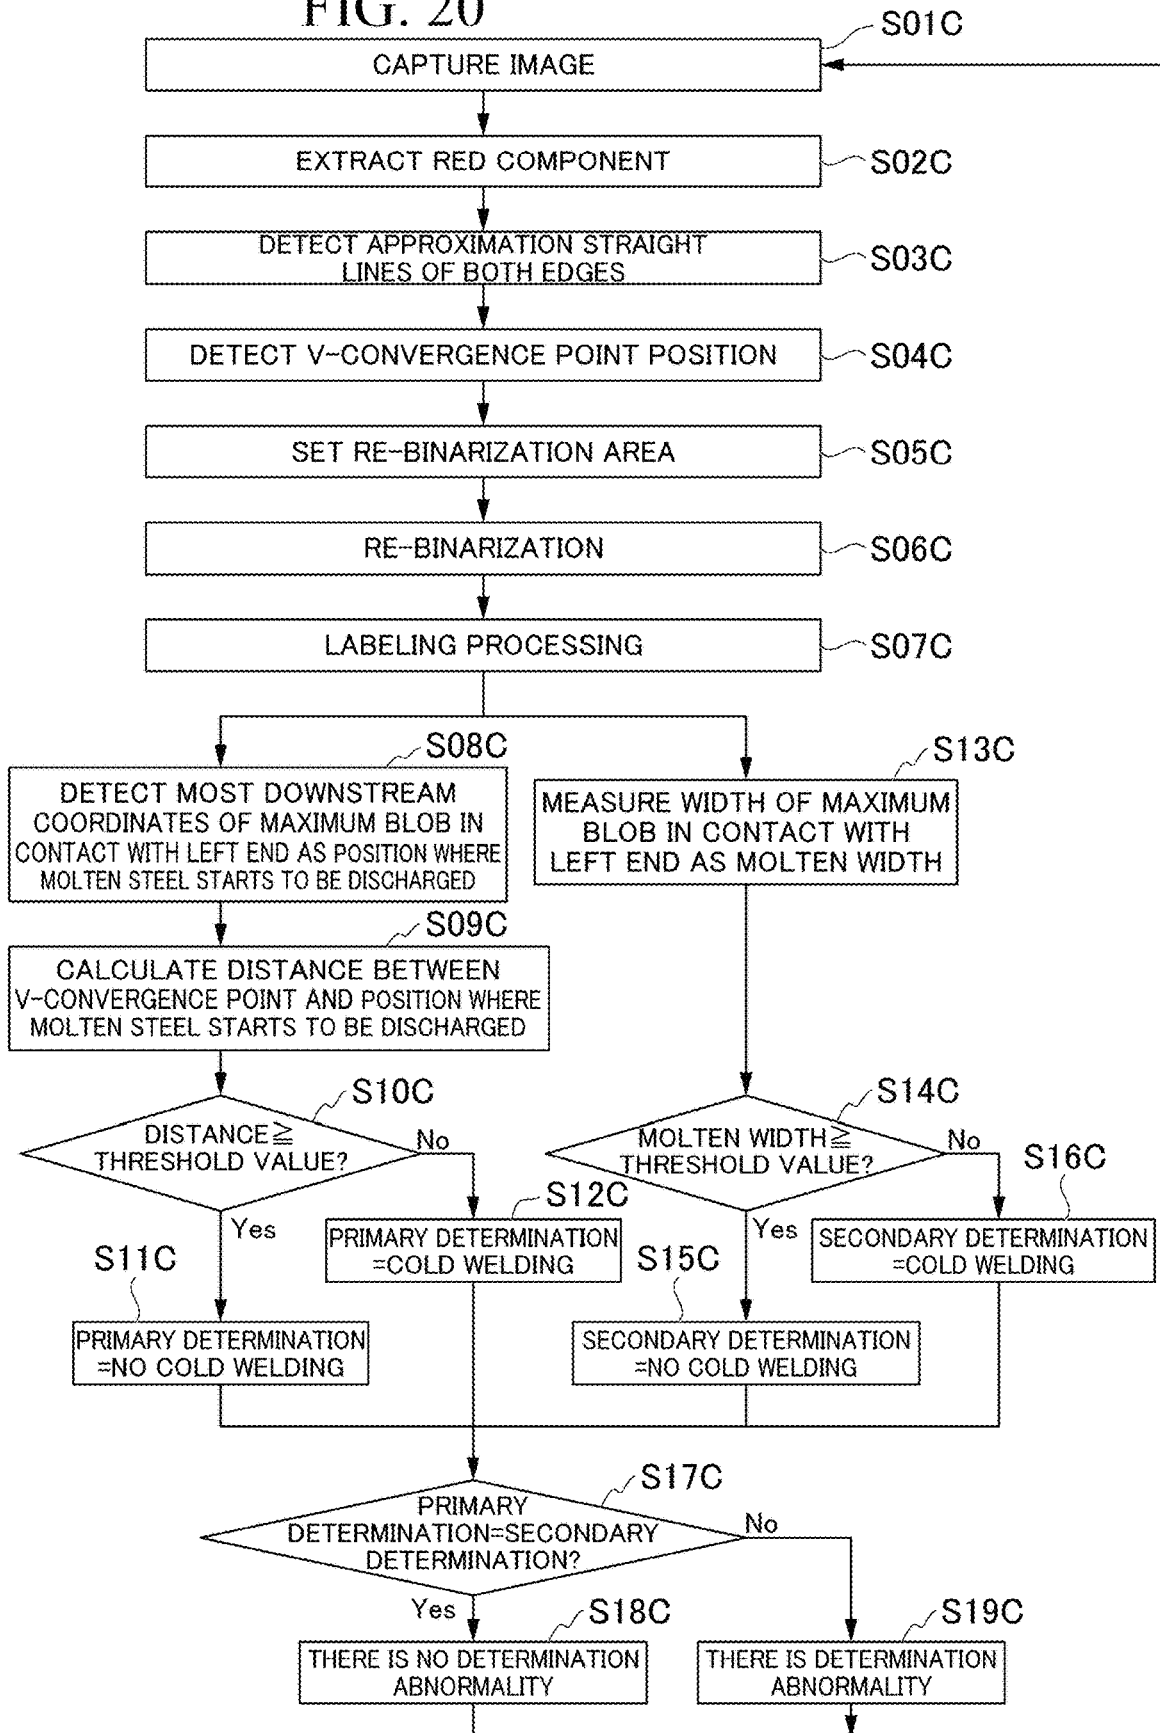 FIG. 20
S01C
CAPTURE IMAGE
EXTRACT RED COMPONENT
S02C
DETECT APPROXIMATION STRAIGHT
LINES OF BOTH EDGES
S03C
DETECT V-CONVERGENCE POINT POSITION
S04C
SET RE-BINARIZATION AREA
S05C
RE-BINARIZATION
S06C
LABELING PROCESSING
S07C
S08C
DETECT MOST DOWNSTREAM
COORDINATES OF MAXIMUM BLOB IN
CONTACT WITH LEFT END AS POSITION WHERE
MOLTEN STEEL STARTS TO BE DISCHARGED
S13C
MEASURE WIDTH OF MAXIMUM
BLOB IN CONTACT WITH
LEFT END AS MOLTEN WIDTH
S09C
CALCULATE DISTANCE BETWEEN
V-CONVERGENCE POINT AND POSITION WHERE
MOLTEN STEEL STARTS TO BE DISCHARGED
S10C
DISTANCE≧
THRESHOLD VALUE?
No
Yes
S14C
MOLTEN WIDTH≧
THRESHOLD VALUE?
No
Yes
S12C
PRIMARY DETERMINATION
=COLD WELDING
S16C
SECONDARY DETERMINATION
=COLD WELDING
S11C
PRIMARY DETERMINATION
=NO COLD WELDING
S15C
SECONDARY DETERMINATION
=NO COLD WELDING
S17C
PRIMARY
DETERMINATION=SECONDARY
DETERMINATION?
No
Yes
S18C
THERE IS NO DETERMINATION
ABNORMALITY
S19C
THERE IS DETERMINATION
ABNORMALITY